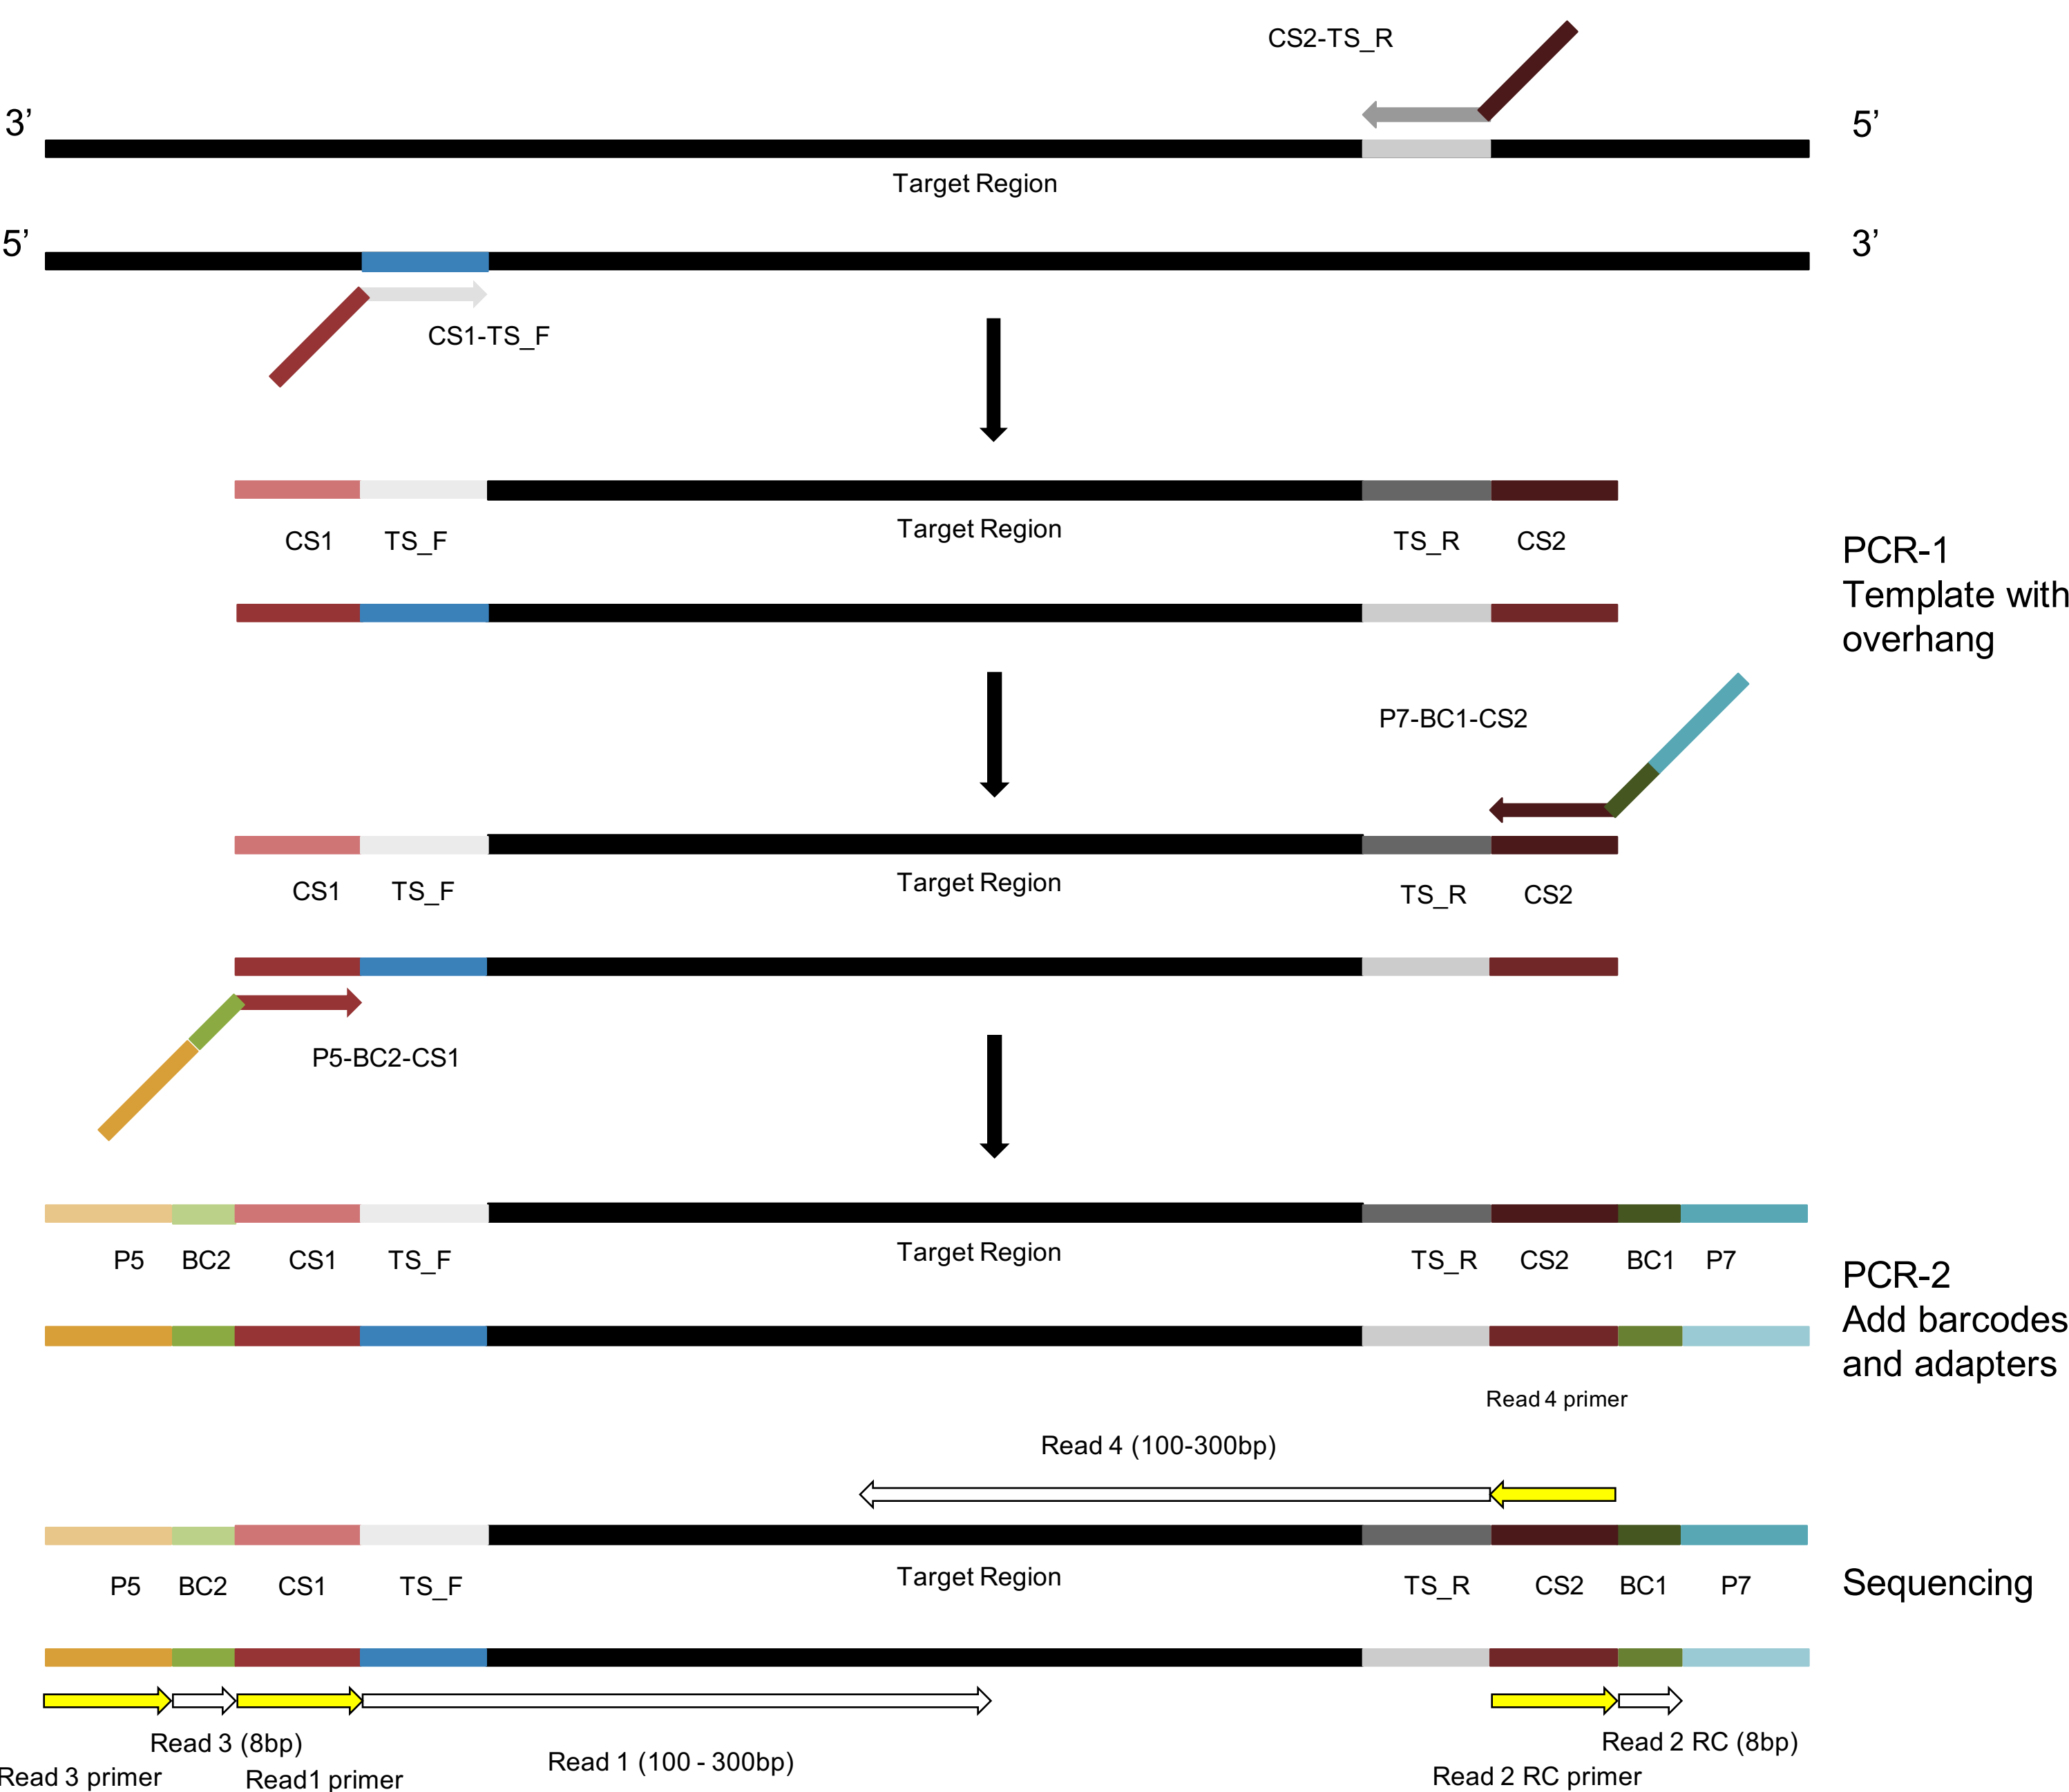 CS2-TS_R
3’
5’
Target Region
5’
3’
CS1-TS_F
CS1
TS_F
Target Region
TS_R
CS2
PCR-1
Template with
overhang
P7-BC1-CS2
CS1
TS_F
Target Region
TS_R
CS2
P5-BC2-CS1
P5
BC2
CS1
TS_F
Target Region
TS_R
CS2
BC1
P7
PCR-2
Add barcodes
and adapters
Read 4 primer
Read 4 (100-300bp)
P5
BC2
CS1
TS_F
Target Region
TS_R
CS2
BC1
P7
Sequencing
Read 3 (8bp)
Read 2 RC (8bp)
Read 1 (100 - 300bp)
Read 3 primer
Read1 primer
Read 2 RC primer